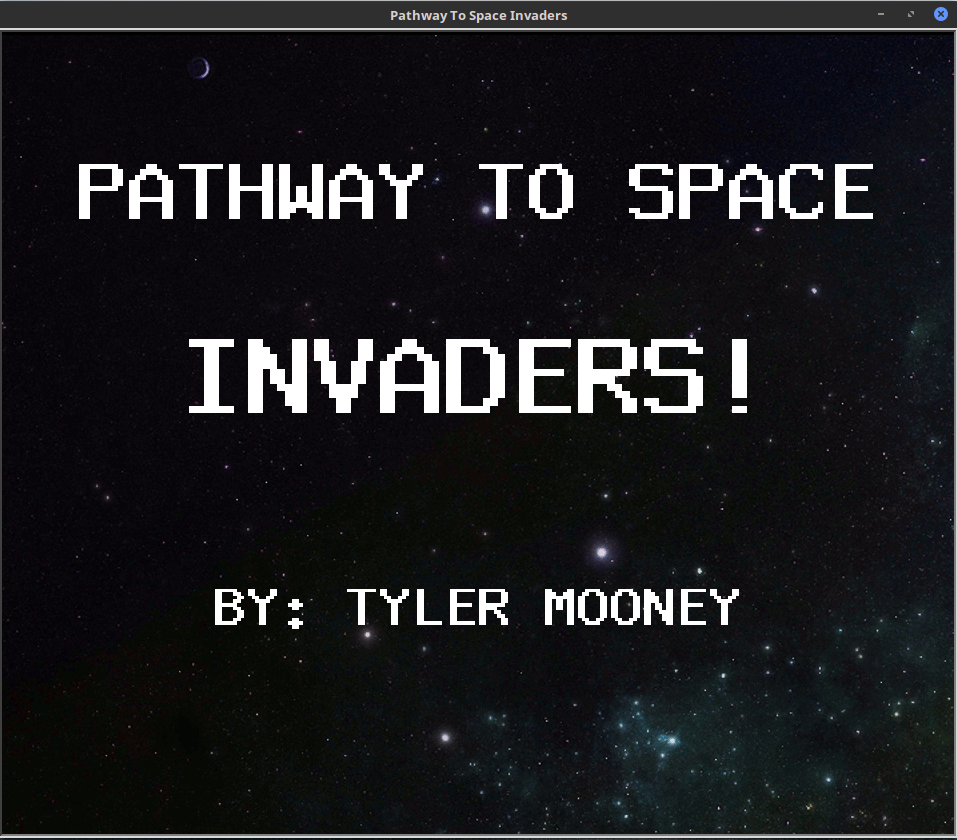 Pathway To Space Invaders
PATHWAY TO SPACE
INVADERS!
BY: TYLER MOONEY